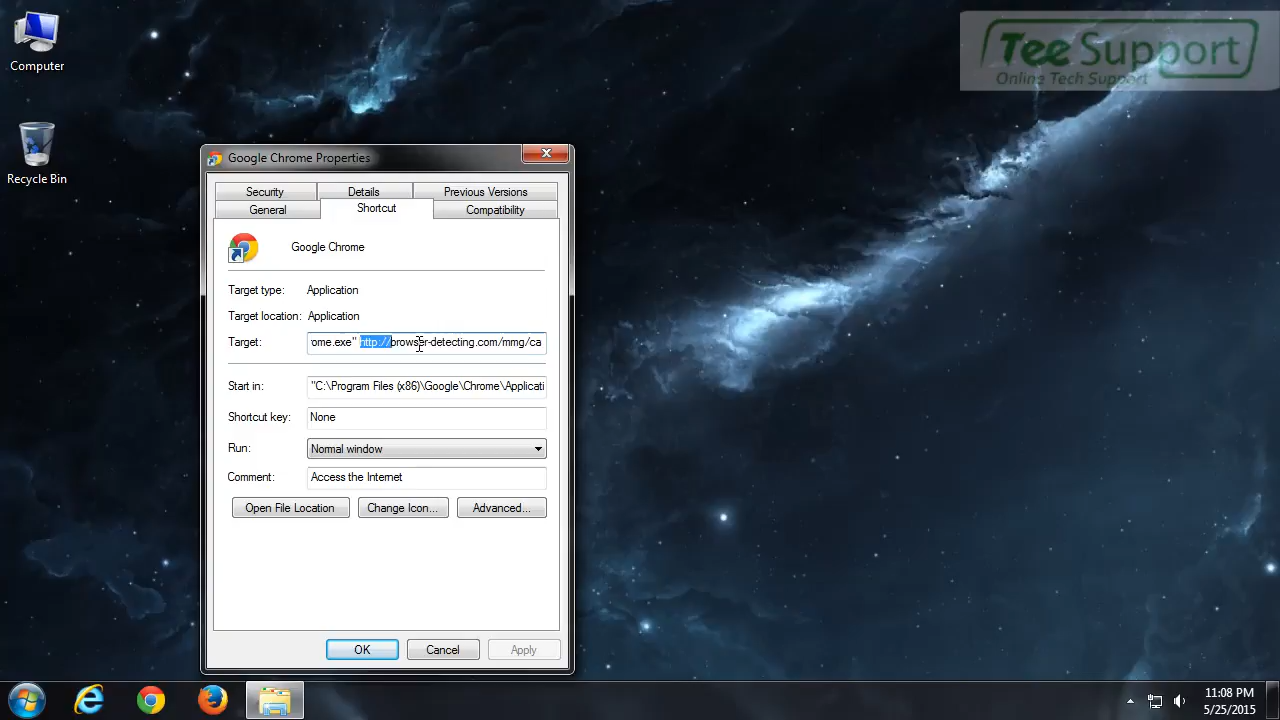 Computer
Recycle Bin
Tee Support
Online Tech Support
Google Chrome Properties
Security
Details
Previous Versions
General
Shortcut
Compatibility
Google Chrome
Target type: Application
Target location: Application
Target: ome.exe" http://browser-detecting.com/mmg/ca
Start in: "C:\Program Files (x86)\Google\Chrome\Applicati
Shortcut key: None
Run: Normal window
Comment: Access the Internet
Open File Location
Change Icon...
Advanced...
OK
Cancel
Apply
11:08 PM
5/25/2015